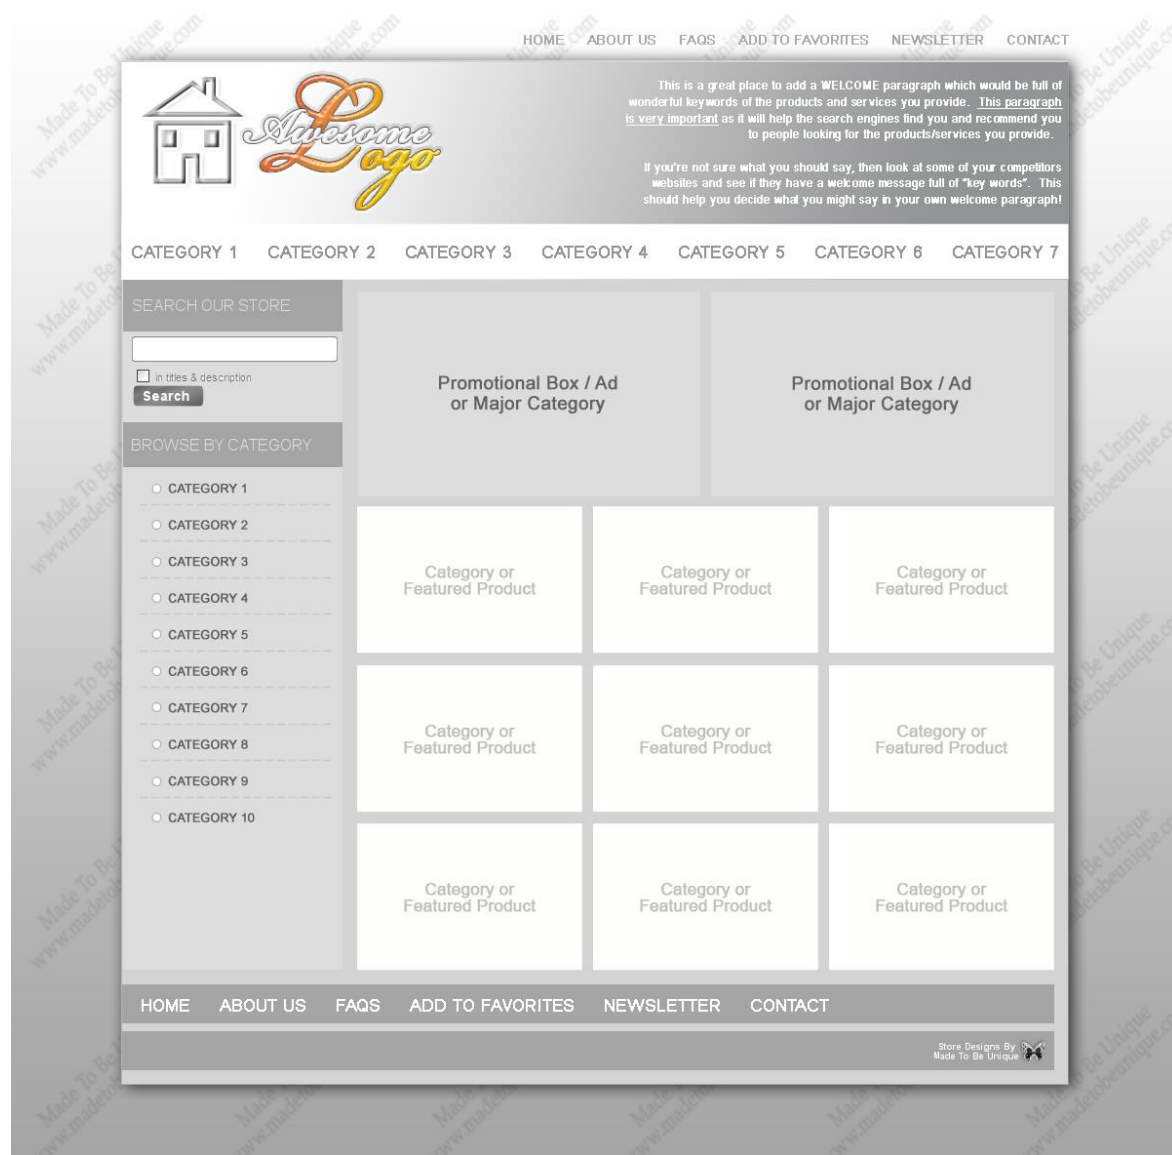 HOME ABOUT US FAQS ADD TO FAVORITES NEWSLETTER CONTACT
Awesome
Logo
This is a great place to add a WELCOME paragraph which would be full of
wonderful keywords of the products and services you provide. This paragraph
is very important as it will help the search engines find you and recommend you
to people looking for the products/services you provide.
If you're not sure what you should say, then look at some of your competitors
websites and see if they have a welcome message full of "key words". This
should help you decide what you might say in your own welcome paragraph!
CATEGORY 1 CATEGORY 2 CATEGORY 3 CATEGORY 4 CATEGORY 5 CATEGORY 6 CATEGORY 7
SEARCH OUR STORE
in titles & description
Search
BROWSE BY CATEGORY
CATEGORY 1
CATEGORY 2
CATEGORY 3
CATEGORY 4
CATEGORY 5
CATEGORY 6
CATEGORY 7
CATEGORY 8
CATEGORY 9
CATEGORY 10
Promotional Box / Ad
or Major Category
Promotional Box / Ad
or Major Category
Category or
Featured Product
Category or
Featured Product
Category or
Featured Product
Category or
Featured Product
Category or
Featured Product
Category or
Featured Product
Category or
Featured Product
Category or
Featured Product
Category or
Featured Product
HOME ABOUT US FAQS ADD TO FAVORITES NEWSLETTER CONTACT
Store Designs By
Made To Be Unique
Made To Be Unique
www.madetobeunique.com